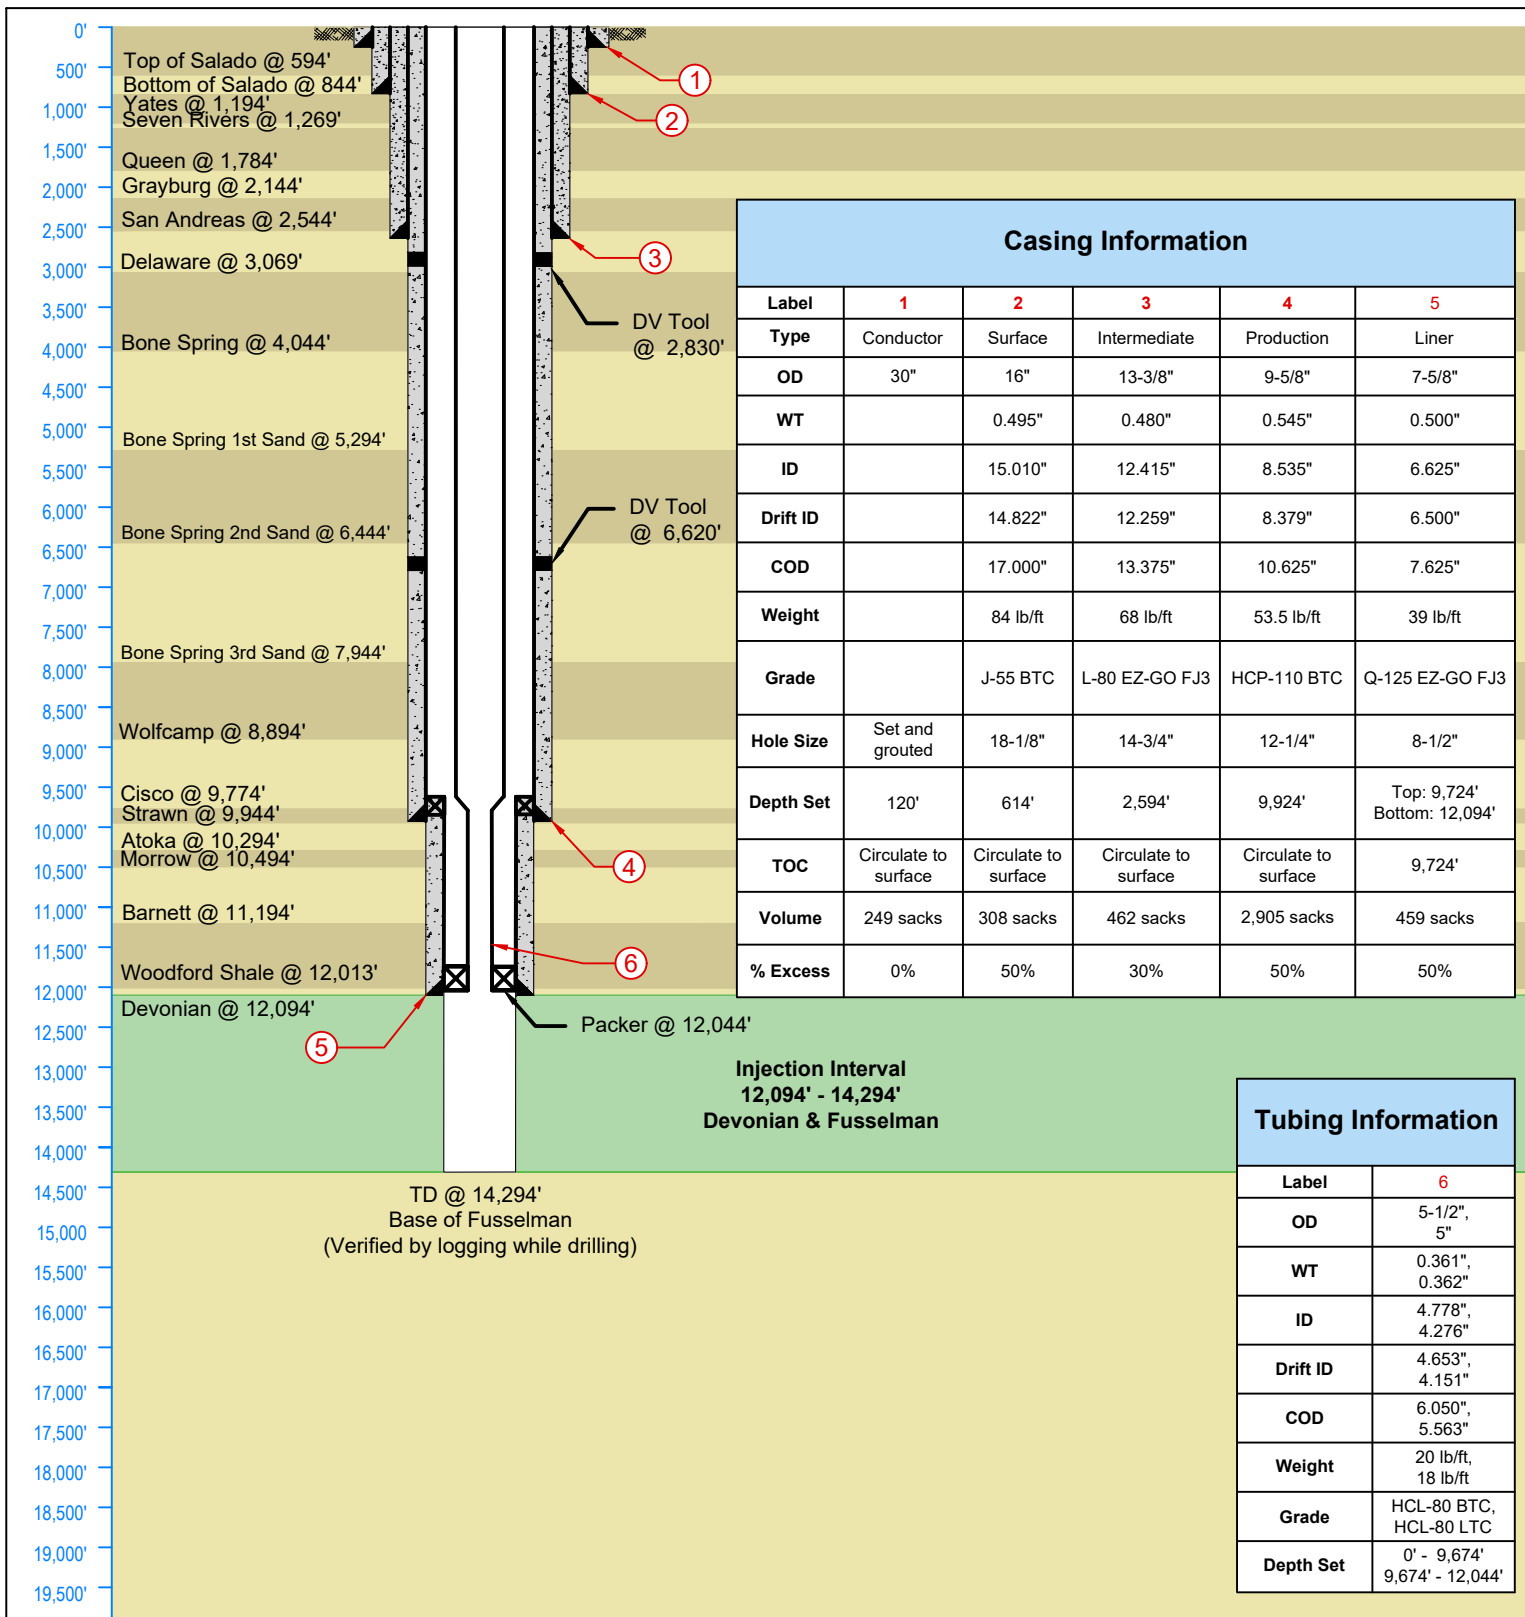 0'
500'
1,000'
1,500'
2,000'
2,500'
3,000'
3,500'
4,000'
4,500'
5,000'
5,500'
6,000'
6,500'
7,000'
7,500'
8,000'
8,500'
9,000'
9,500'
10,000'
10,500'
11,000'
11,500'
12,000'
12,500'
13,000'
13,500'
14,000'
14,500'
15,000
15,500'
16,000'
16,500'
17,000'
17,500'
18,000'
18,500'
19,000'
19,500'
Top of Salado @ 594'
Bottom of Salado @ 844'
Yates @ 1,194'
Seven Rivers @ 1,269'
Queen @ 1,784'
Grayburg @ 2,144'
San Andreas @ 2,544'
Delaware @ 3,069'
Bone Spring @ 4,044'
Bone Spring 1st Sand @ 5,294'
Bone Spring 2nd Sand @ 6,444'
Bone Spring 3rd Sand @ 7,944'
Wolfcamp @ 8,894'
Cisco @ 9,774'
Strawn @ 9,944'
Atoka @ 10,294'
Morrow @ 10,494'
Barnett @ 11,194'
Woodford Shale @ 12,013'
Devonian @ 12,094'
1
2
3
DV Tool
@ 2,830'
DV Tool
@ 6,620'
4
6
5
Packer @ 12,044'
Injection Interval
12,094' - 14,294'
Devonian & Fusselman
TD @ 14,294'
Base of Fusselman
(Verified by logging while drilling)
Casing Information
Label 1 2 3 4 5
Type Conductor Surface Intermediate Production Liner
OD 30" 16" 13-3/8" 9-5/8" 7-5/8"
WT 0.495" 0.480" 0.545" 0.500"
ID 15.010" 12.415" 8.535" 6.625"
Drift ID 14.822" 12.259" 8.379" 6.500"
COD 17.000" 13.375" 10.625" 7.625"
Weight 84 lb/ft 68 lb/ft 53.5 lb/ft 39 lb/ft
Grade J-55 BTC L-80 EZ-GO FJ3 HCP-110 BTC Q-125 EZ-GO FJ3
Hole Size Set and grouted 18-1/8" 14-3/4" 12-1/4" 8-1/2"
Depth Set 120' 614' 2,594' 9,924' Top: 9,724' Bottom: 12,094'
TOC Circulate to surface Circulate to surface Circulate to surface Circulate to surface 9,724'
Volume 249 sacks 308 sacks 462 sacks 2,905 sacks 459 sacks
% Excess 0% 50% 30% 50% 50%
Tubing Information
Label 6
OD 5-1/2", 5"
WT 0.361", 0.362"
ID 4.778", 4.276"
Drift ID 4.653", 4.151"
COD 6.050", 5.563"
Weight 20 lb/ft, 18 lb/ft
Grade HCL-80 BTC, HCL-80 LTC
Depth Set 0' - 9,674' 9,674' - 12,044'